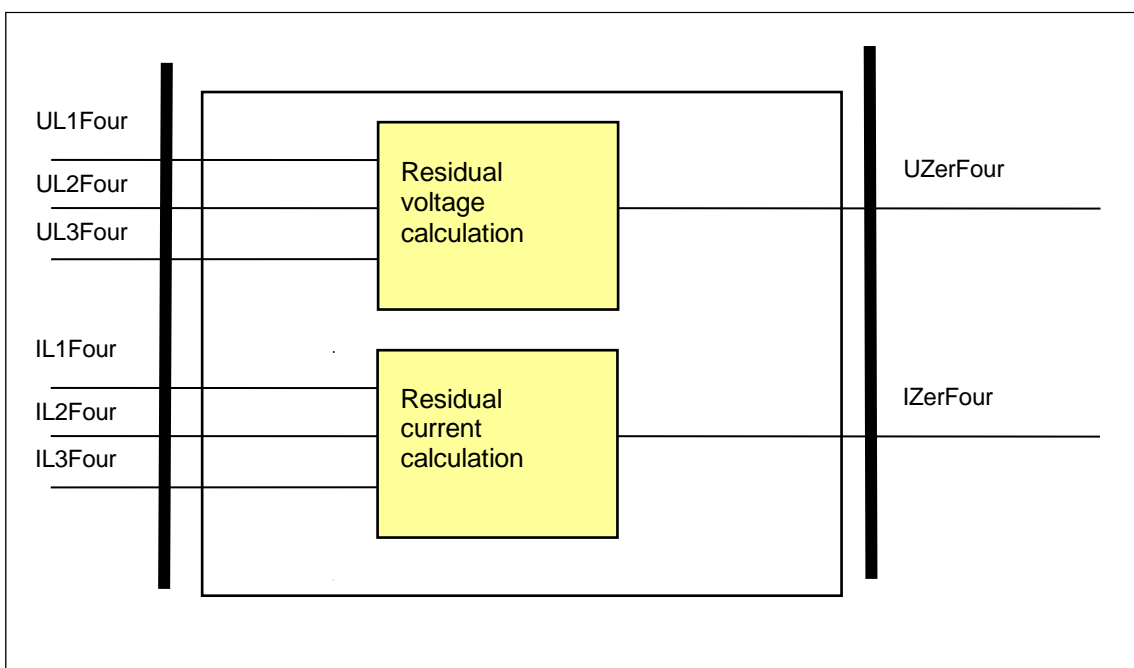 UL1Four
UL2Four
UL3Four
Residual
voltage
calculation
UZerFour
IL1Four
IL2Four
IL3Four
Residual
current
calculation
IZerFour